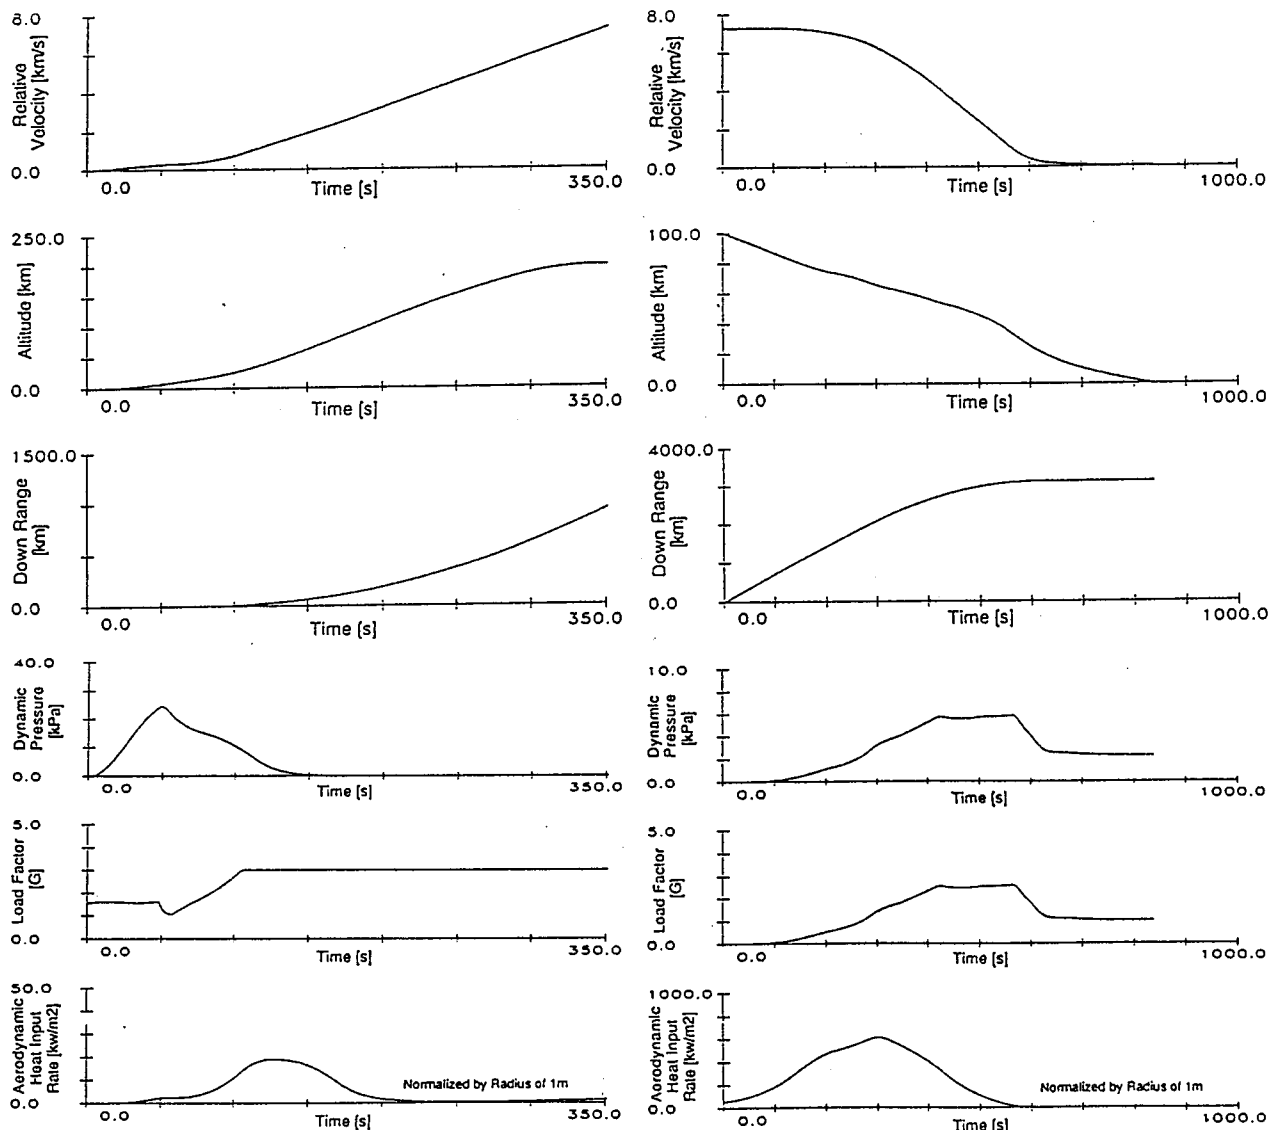 8.0
Relative
Volocity [km/s]
0.0
0.0
Time [s]
350.0
250.0
Altitudo [km]
0.0
0.0
Time [s]
350.0
1500.0
Down Range
[km]
0.0
0.0
Time [s]
350.0
40.0
Dynamic
Pressure
[kPa]
0.0
0.0
Time [s]
350.0
5.0
Load Factor
[G]
0.0
0.0
Time [s]
350.0
50.0
Aerodynamic
Heat Input
Rate [kw/m2]
0.0
Normalized by Radius of 1m
0.0
Time [s]
350.0
8.0
Relative
Velocity [km/s]
0.0
0.0
Time [s]
1000.0
100.0
Altitude [km]
0.0
0.0
Time [s]
1000.0
4000.0
Down Range
[km]
0.0
0.0
Time [s]
1000.0
10.0
Dynamic
Pressure
[kPa]
0.0
0.0
Time [s]
1000.0
5.0
Load Factor
[G]
0.0
0.0
Time [s]
1000.0
1000.0
Aerodynamic
Heat Input
Rate [kw/m2]
0.0
Normalized by Radius of 1m
0.0
Time [s]
1000.0